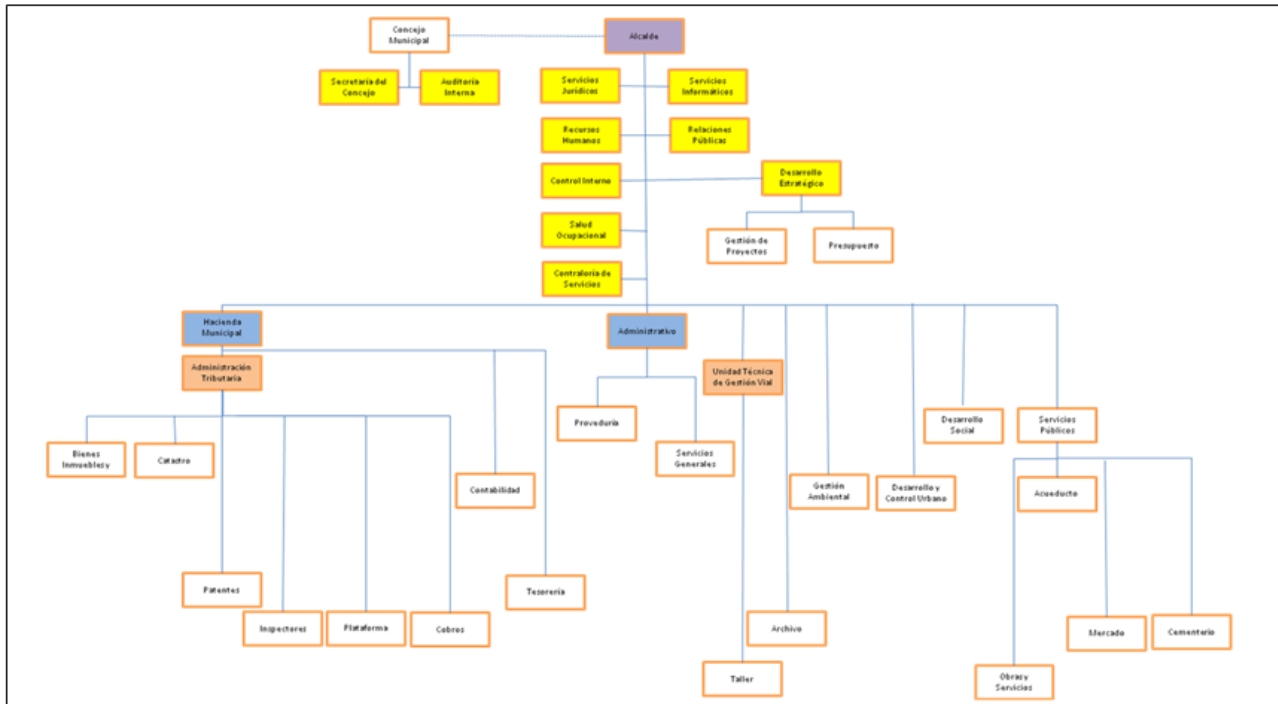 Concejo
Municipal
Alcalde
Secretaría del
Concejo
Auditoría
Interna
Servicios
Jurídicos
Servicios
Informáticos
Recursos
Humanos
Relaciones
Públicas
Control Interno
Desarrollo
Estratégico
Salud
Ocupacional
Gestión de
Proyectos
Presupuesto
Contraloría de
Servicios
Hacienda
Municipal
Administrativo
Administración
Tributaria
Unidad Técnica
de Gestión Vial
Proveduría
Servicios
Generales
Desarrollo
Social
Servicios
Públicos
Bienes
Inmuebles y
Catastro
Contabilidad
Gestión
Ambiental
Desarrollo y
Control Urbano
Acueducto
Patentes
Tesorería
Inspectores
Plataforma
Cobros
Archivo
Mercado
Cementerio
Taller
Obras y
Servicios